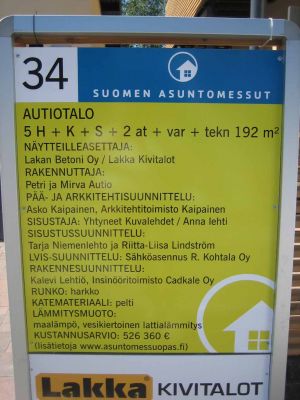 34
SUOMEN ASUNTOMESSUT
AUTIOTALO
5 H + K + S + 2 at + var + tekn 192 m²
NÄYTTEILLEASETTAJA:
Lakan Betoni Oy / Lakka Kivitalot
RAKENNUTTAJA:
Petri ja Mirva Autio
PÄÄ- JA ARKKITEHTISUUNNITTELU:
Asko Kaipainen, Arkkitehtitoimisto Kaipainen
SISUSTAJA: Yhtyneet Kuvalehdet / Anna lehti
SISUSTUSSUUNNITTELU:
Tarja Niemenlehto ja Riitta-Liisa Lindström
LVIS-SUUNNITTELU: Sähköasennus R. Kohtala Oy
RAKENNESUUNNITTELU:
Kalevi Lehtiö, Insinööritoimisto Cadkale Oy
RUNKO: harkko
KATEMATERIAALI: pelti
LÄMMITYSMUOTO:
maalämpö, vesikiertoinen lattialämmitys
KUSTANNUSARVIO: 526 360 €
(lisätietoja www.asuntomessuopas.fi)
Lakka KIVITALOT